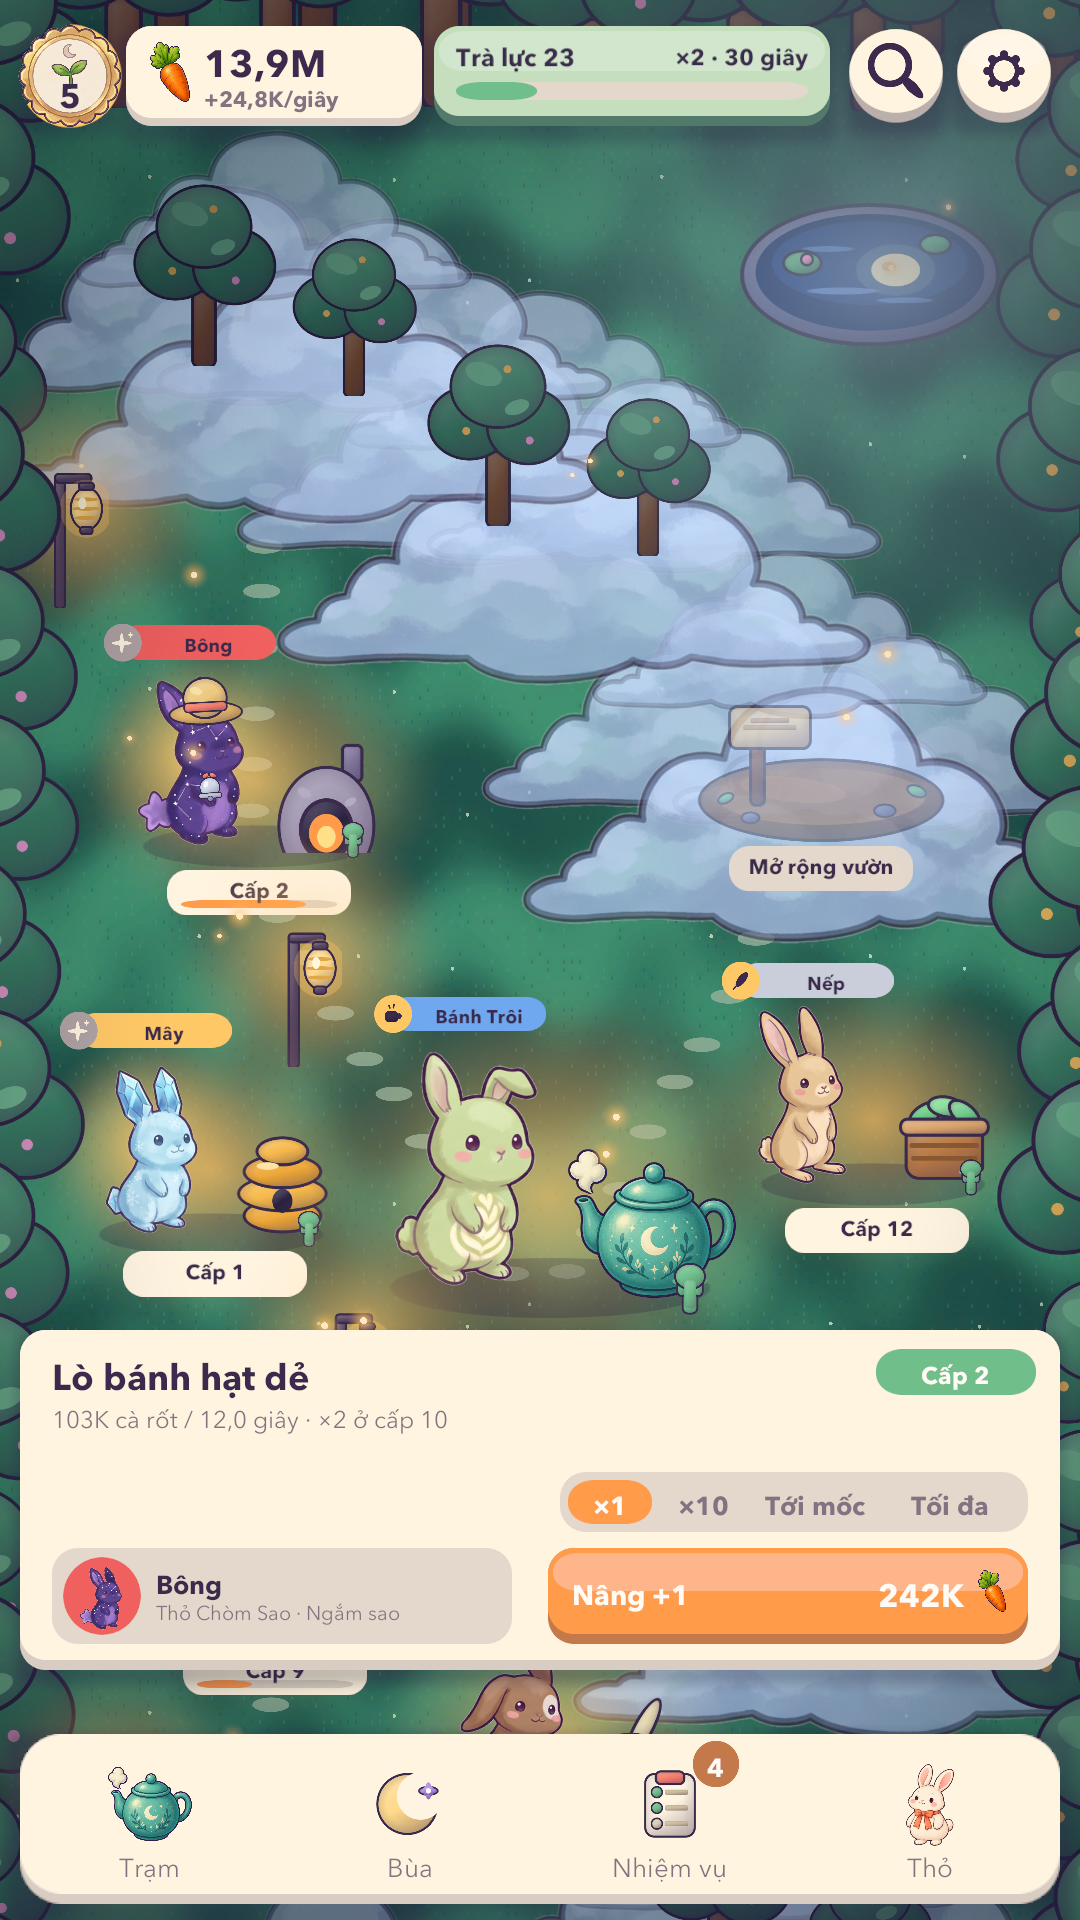 5
13,9M
+24,8K/giây
Trà lực 23
×2 · 30 giây
Bông
Cấp 2
Mở rộng vườn
Mây
Bánh Trôi
Nếp
Cấp 1
Cấp 12
Lò bánh hạt dẻ
Cấp 2
103K cà rốt / 12,0 giây · ×2 ở cấp 10
×1
×10
Tới mốc
Tối đa
Bông
Thỏ Chòm Sao · Ngắm sao
Nâng +1
242K
Cấp 9
4
Trạm
Bùa
Nhiệm vụ
Thỏ